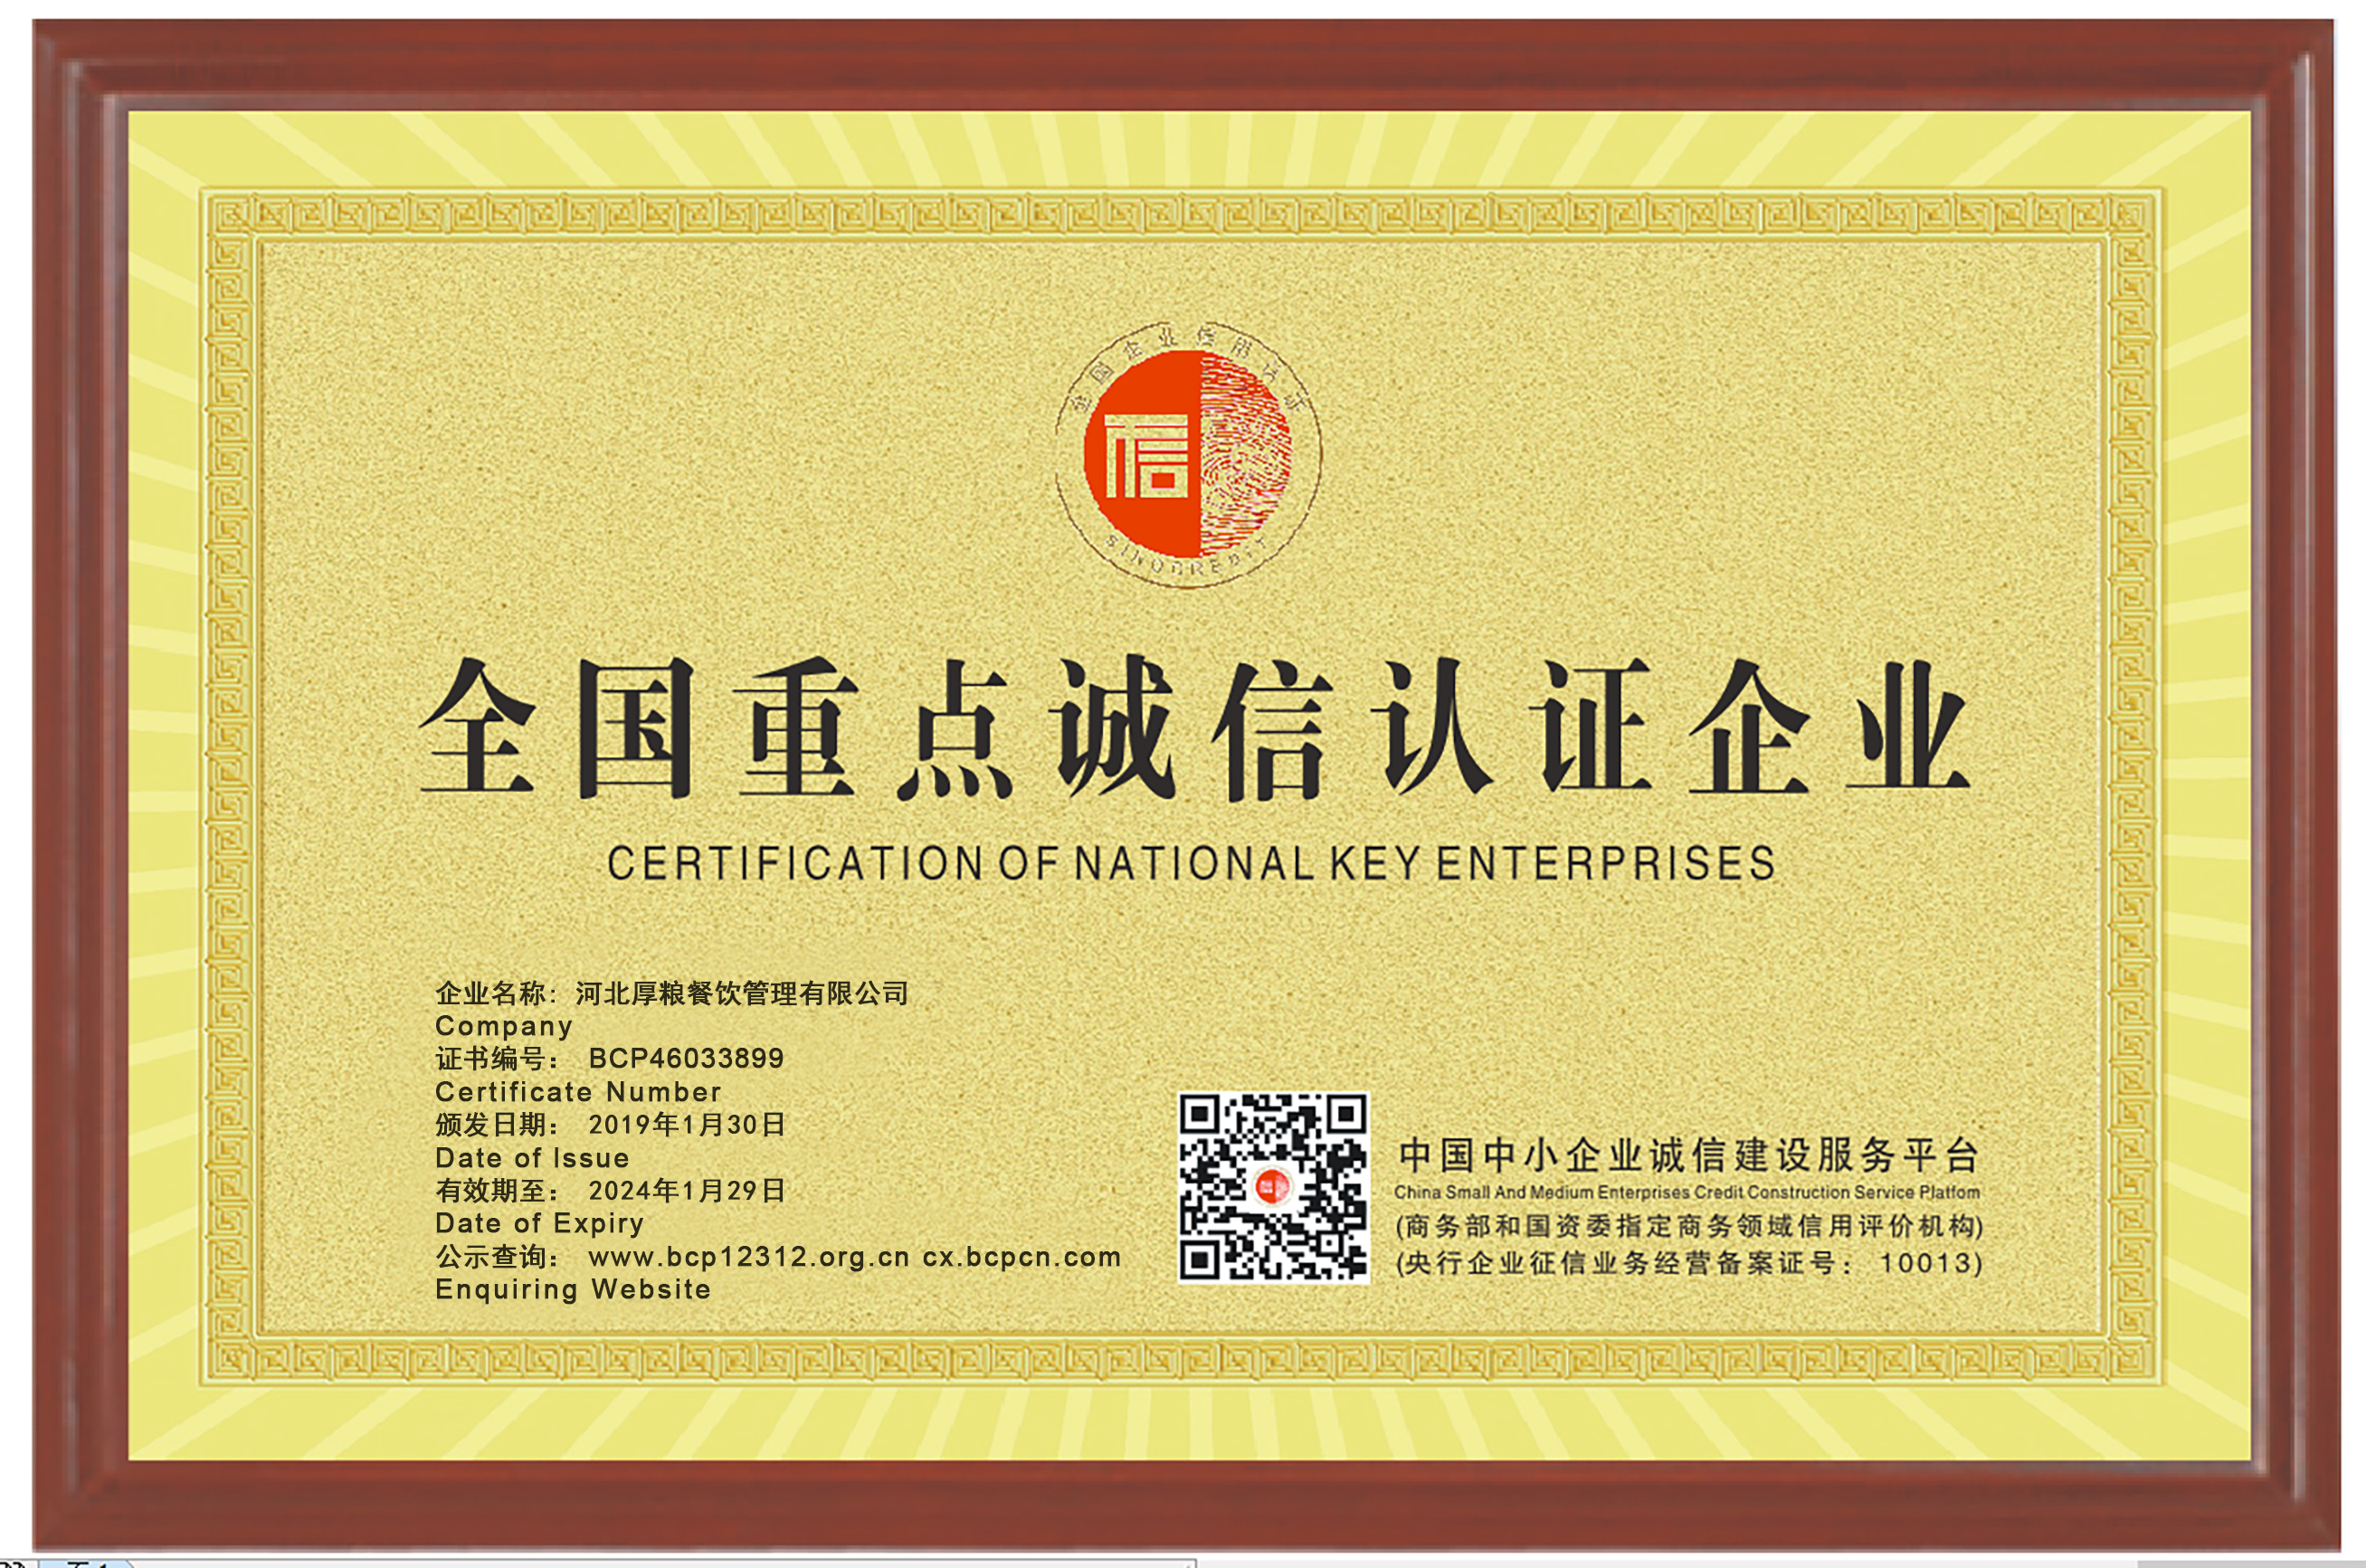 全国企业信用认证
SINOCREDIT
全国重点诚信认证企业
CERTIFICATION OF NATIONAL KEY ENTERPRISES
企业名称: 河北厚粮餐饮管理有限公司
Company
证书编号: BCP46033899
Certificate Number
颁发日期: 2019年1月30日
Date of Issue
有效期至: 2024年1月29日
Date of Expiry
公示查询: www.bcp12312.org.cn cx.bcpcn.com
Enquiring Website
中国中小企业诚信建设服务平台
China Small And Medium Enterprises Credit Construction Service Platfom
(商务部和国资委指定商务领域信用评价机构)
(央行企业征信业务经营备案证号: 10013)